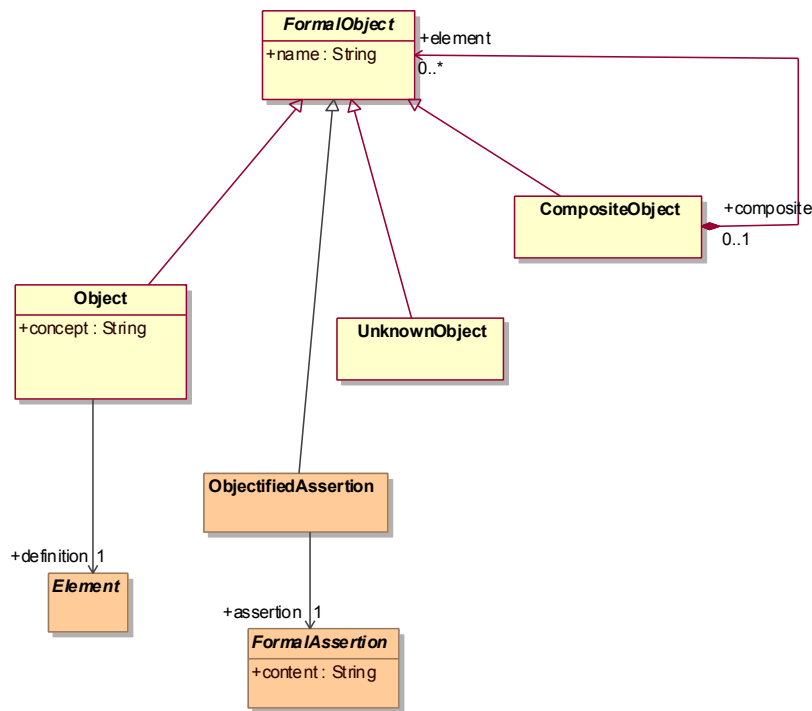 FormalObject
+name : String
+element
0..*
CompositeObject
+composite
0..1
Object
+concept : String
UnknownObject
ObjectifiedAssertion
+definition 1
Element
+assertion 1
FormalAssertion
+content : String